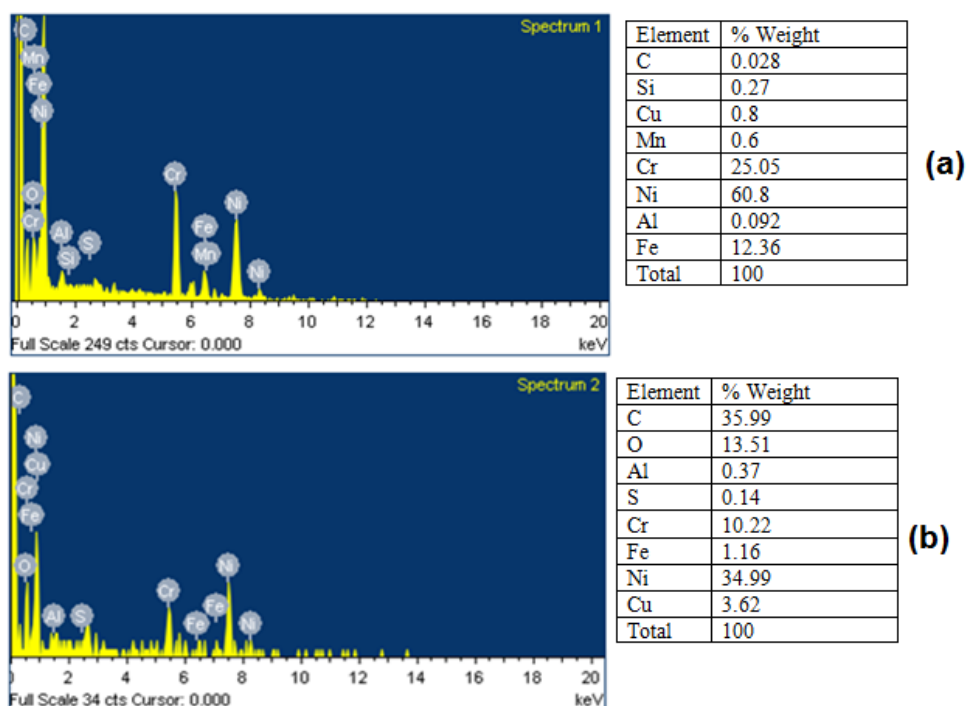 Spectrum 1
C
Mn
Fe
Ni
O
Cr
Al
Si
S
Cr
Fe
Mn
Ni
Ni
0 2 4 6 8 10 12 14 16 18 20
Full Scale 249 cts Cursor: 0.000 keV
Element % Weight
C 0.028
Si 0.27
Cu 0.8
Mn 0.6
Cr 25.05
Ni 60.8
Al 0.092
Fe 12.36
Total 100
(a)
Spectrum 2
C
Ni
Cu
Cr
Fe
O
Al
S
Cr
Fe
Fe
Ni
Ni
0 2 4 6 8 10 12 14 16 18 20
Full Scale 34 cts Cursor: 0.000 keV
Element % Weight
C 35.99
O 13.51
Al 0.37
S 0.14
Cr 10.22
Fe 1.16
Ni 34.99
Cu 3.62
Total 100
(b)